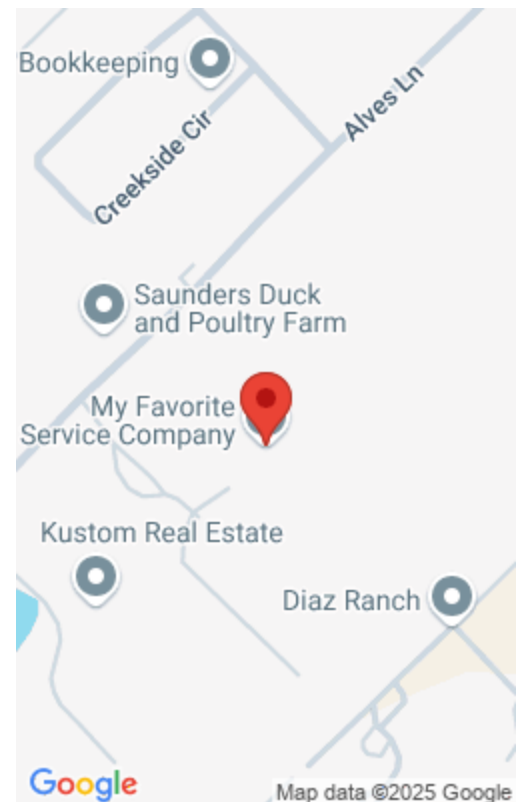 Bookkeeping
Creekside Cir
Alves Ln
Saunders Duck
and Poultry Farm
My Favorite
Service Company
Kustom Real Estate
Diaz Ranch
Google
Map data ©2025 Google